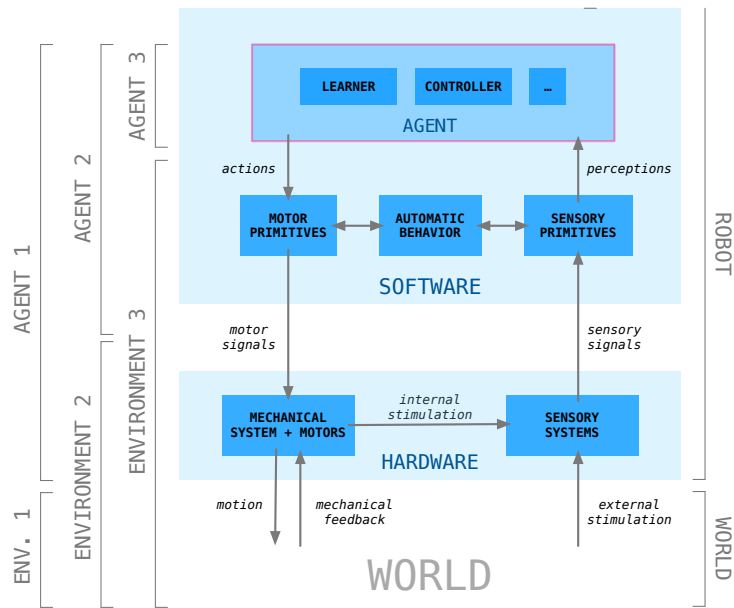 LEARNER
CONTROLLER
…
AGENT
actions
perceptions
MOTOR
PRIMITIVES
AUTOMATIC
BEHAVIOR
SENSORY
PRIMITIVES
SOFTWARE
motor
signals
sensory
signals
internal
stimulation
MECHANICAL
SYSTEM + MOTORS
SENSORY
SYSTEMS
HARDWARE
motion
mechanical
feedback
external
stimulation
WORLD
AGENT 1
ENV. 1
AGENT 2
ENVIRONMENT 2
AGENT 3
ENVIRONMENT 3
ROBOT
WORLD